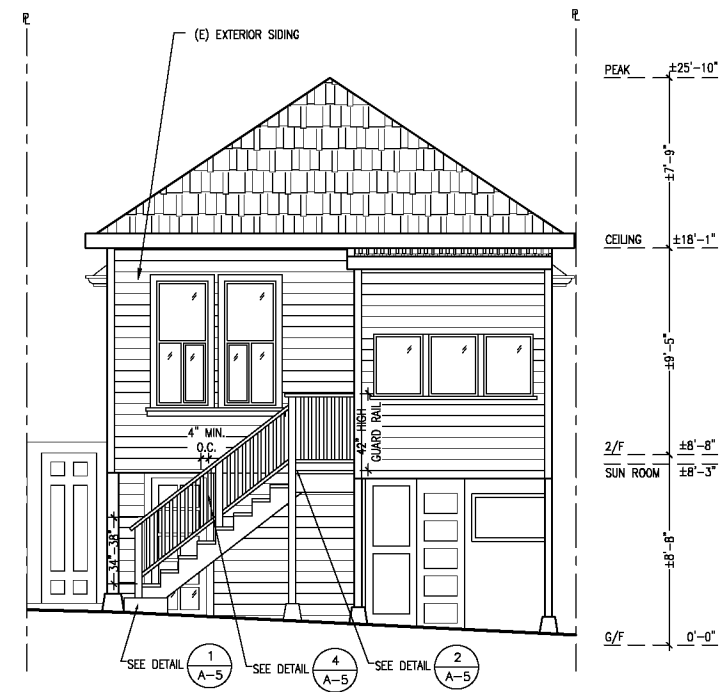 PL
PL
(E) EXTERIOR SIDING
PEAK
±25'-10"
±7'-9"
CEILING
±18'-1"
±9'-5"
4" MIN.
O.C.
42" HIGH
GUARD RAIL
2/F
±8'-8"
SUN ROOM
±8'-3"
34"-38"
±8'-8"
G/F
0'-0"
SEE DETAIL
1
A-5
SEE DETAIL
4
A-5
SEE DETAIL
2
A-5